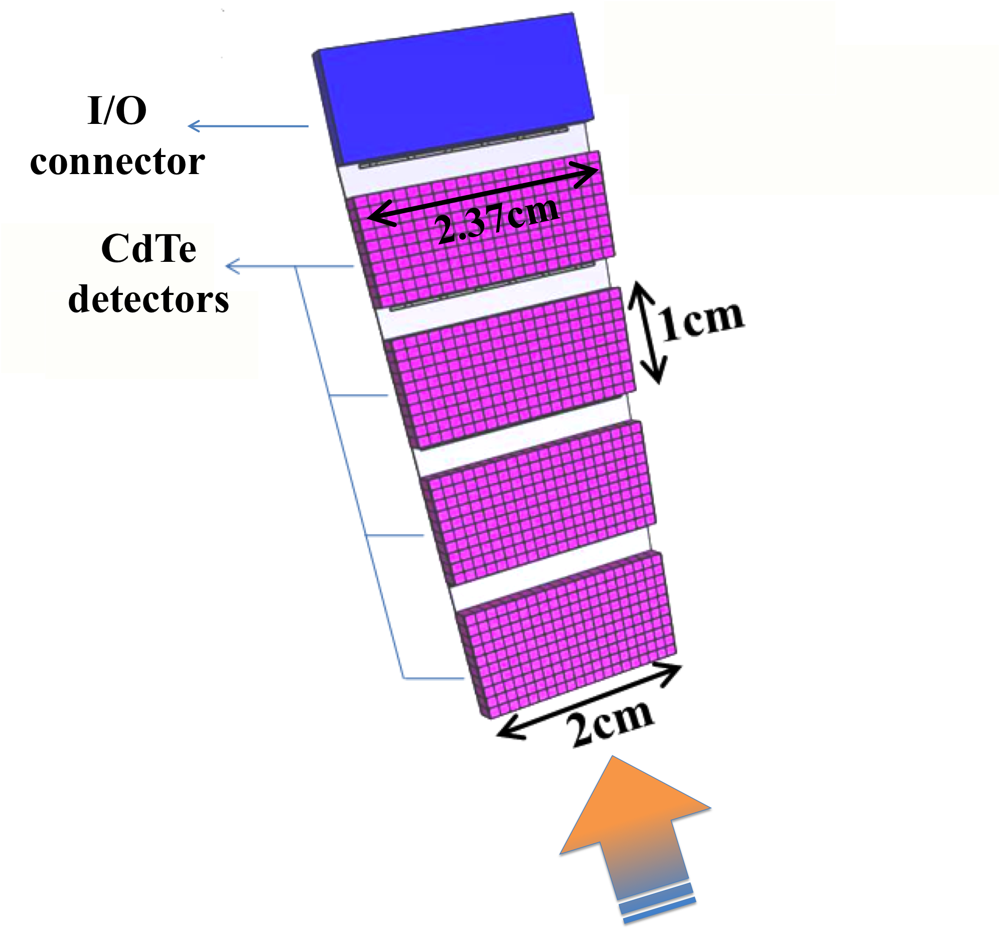 I/O
connector
2.37cm
CdTe
detectors
1cm
2cm